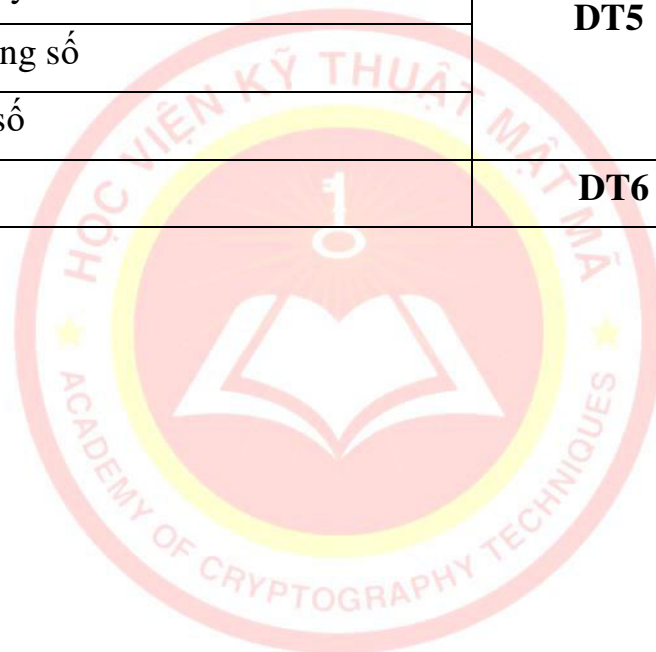 DT5
ng số
số
DT6
HỌC VIỆN KỸ THUẬT MẬT MÃ
ACADEMY OF CRYPTOGRAPHY TECHNIQUES